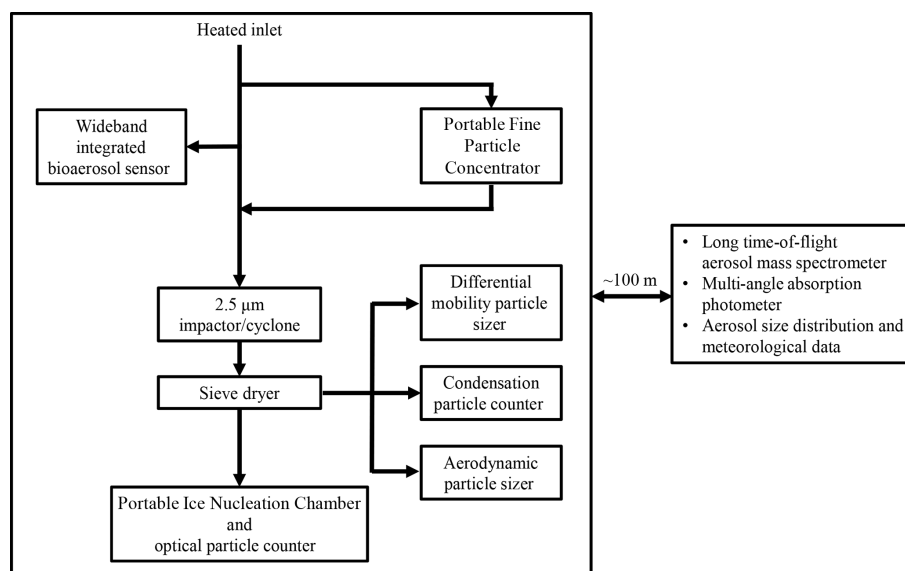 Heated inlet
Wideband
integrated
bioaerosol sensor
Portable Fine
Particle
Concentrator
2.5 μm
impactor/cyclone
Sieve dryer
Portable Ice Nucleation Chamber
and
optical particle counter
Differential
mobility particle
sizer
Condensation
particle counter
Aerodynamic
particle sizer
~100 m
• Long time-of-flight
aerosol mass spectrometer
• Multi-angle absorption
photometer
• Aerosol size distribution and
meteorological data